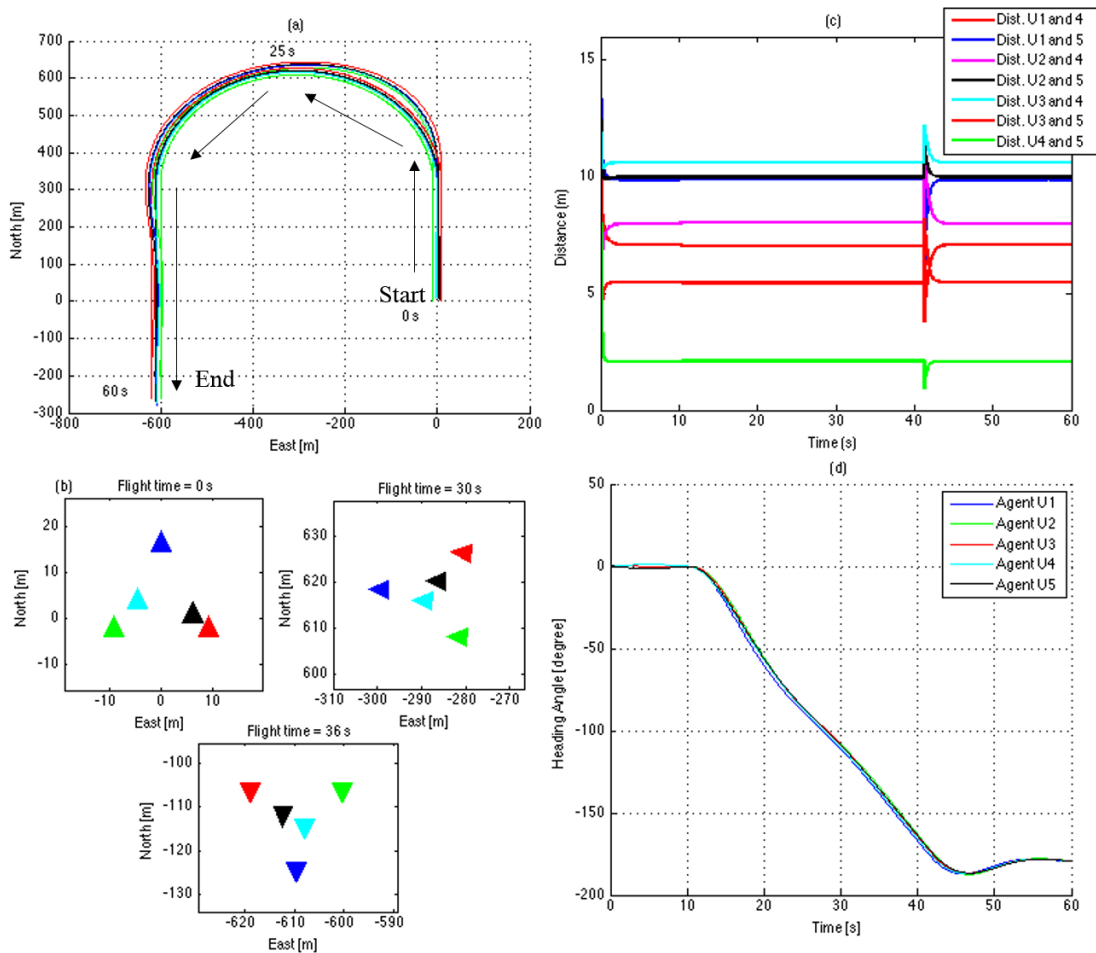 (a)
700
600
500
400
300
200
100
0
-100
-200
-300
North [m]
25 s
Start
0 s
60 s
End
-800
-600
-400
-200
0
200
East [m]
(c)
Dist. U1 and 4
Dist. U1 and 5
Dist. U2 and 4
Dist. U2 and 5
Dist. U3 and 4
Dist. U3 and 5
Dist. U4 and 5
15
10
5
0
Distance (m)
0
10
20
30
40
50
60
Time (s)
(b)
Flight time = 0 s
20
10
0
-10
North [m]
-10
0
10
East [m]
Flight time = 30 s
630
620
610
600
North [m]
-310
-300
-290
-280
-270
East [m]
Flight time = 36 s
-100
-110
-120
-130
North [m]
-620
-610
-600
-590
East [m]
(d)
Agent U1
Agent U2
Agent U3
Agent U4
Agent U5
50
0
-50
-100
-150
-200
Heading Angle [degree]
0
10
20
30
40
50
60
Time [s]